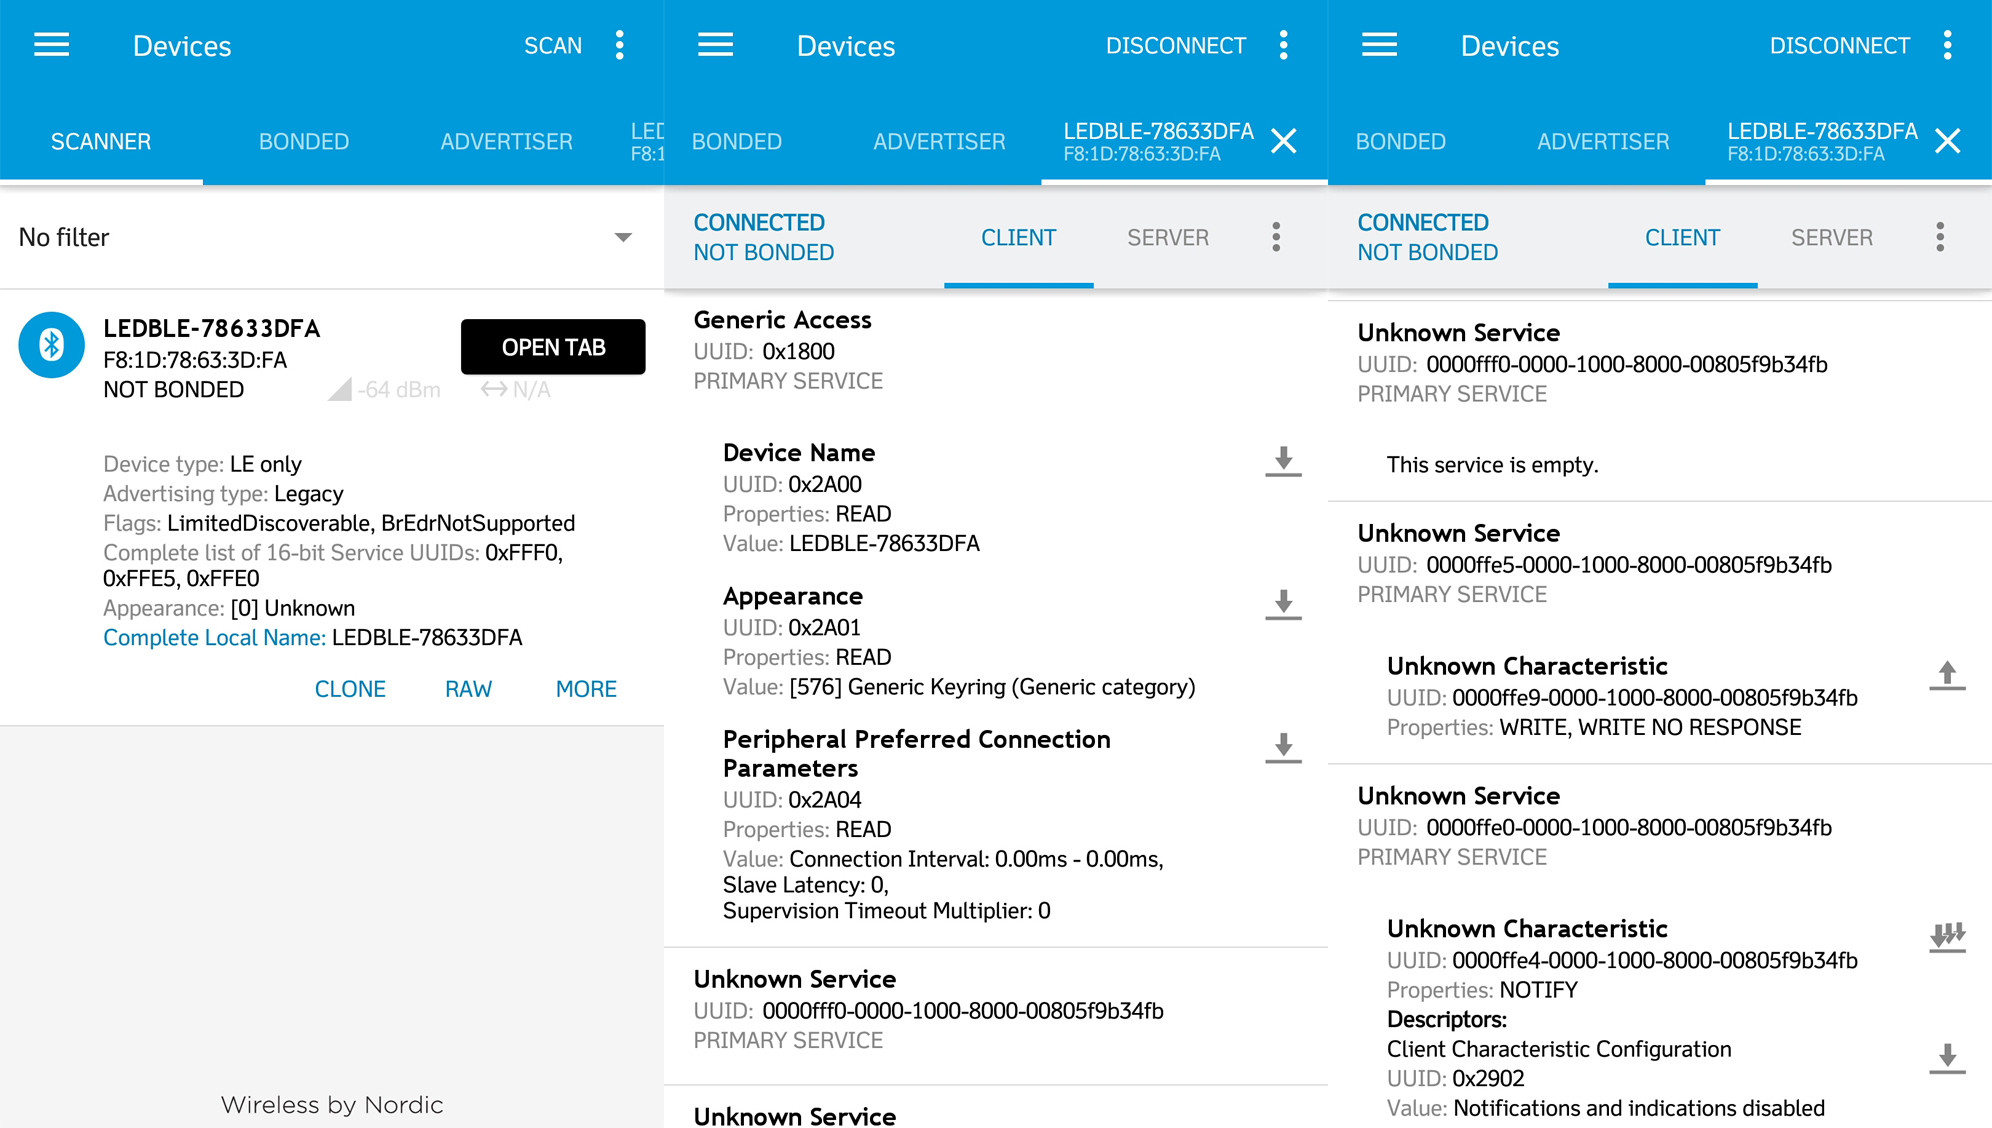 Devices
SCAN
SCANNER
BONDED
ADVERTISER
LED
F8:1
No filter
LEDBLE-78633DFA
F8:1D:78:63:3D:FA
NOT BONDED
-64 dBm
N/A
OPEN TAB
Device type: LE only
Advertising type: Legacy
Flags: LimitedDiscoverable, BrEdrNotSupported
Complete list of 16-bit Service UUIDs: 0xFFF0,
0xFFE5, 0xFFE0
Appearance: [0] Unknown
Complete Local Name: LEDBLE-78633DFA
CLONE
RAW
MORE
Wireless by Nordic
Devices
DISCONNECT
BONDED
ADVERTISER
LEDBLE-78633DFA
F8:1D:78:63:3D:FA
CONNECTED
NOT BONDED
CLIENT
SERVER
Generic Access
UUID: 0x1800
PRIMARY SERVICE
Device Name
UUID: 0x2A00
Properties: READ
Value: LEDBLE-78633DFA
Appearance
UUID: 0x2A01
Properties: READ
Value: [576] Generic Keyring (Generic category)
Peripheral Preferred Connection
Parameters
UUID: 0x2A04
Properties: READ
Value: Connection Interval: 0.00ms - 0.00ms,
Slave Latency: 0,
Supervision Timeout Multiplier: 0
Unknown Service
UUID: 0000fff0-0000-1000-8000-00805f9b34fb
PRIMARY SERVICE
Unknown Service
Devices
DISCONNECT
BONDED
ADVERTISER
LEDBLE-78633DFA
F8:1D:78:63:3D:FA
CONNECTED
NOT BONDED
CLIENT
SERVER
Unknown Service
UUID: 0000fff0-0000-1000-8000-00805f9b34fb
PRIMARY SERVICE
This service is empty.
Unknown Service
UUID: 0000ffe5-0000-1000-8000-00805f9b34fb
PRIMARY SERVICE
Unknown Characteristic
UUID: 0000ffe9-0000-1000-8000-00805f9b34fb
Properties: WRITE, WRITE NO RESPONSE
Unknown Service
UUID: 0000ffe0-0000-1000-8000-00805f9b34fb
PRIMARY SERVICE
Unknown Characteristic
UUID: 0000ffe4-0000-1000-8000-00805f9b34fb
Properties: NOTIFY
Descriptors:
Client Characteristic Configuration
UUID: 0x2902
Value: Notifications and indications disabled